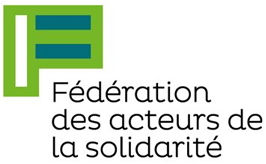 Fédération
des acteurs de
la solidarité